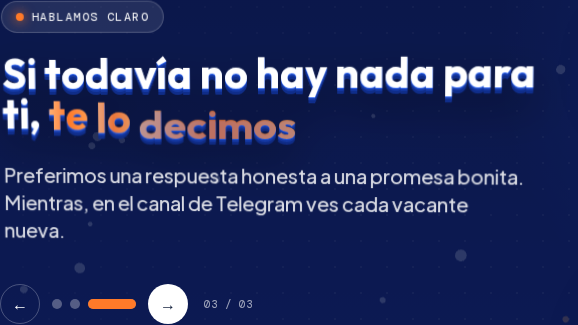 HABLAMOS CLARO
Si todavía no hay nada para
ti, te lo decimos
Preferimos una respuesta honesta a una promesa bonita.
Mientras, en el canal de Telegram ves cada vacante
nueva.
← → 03 / 03